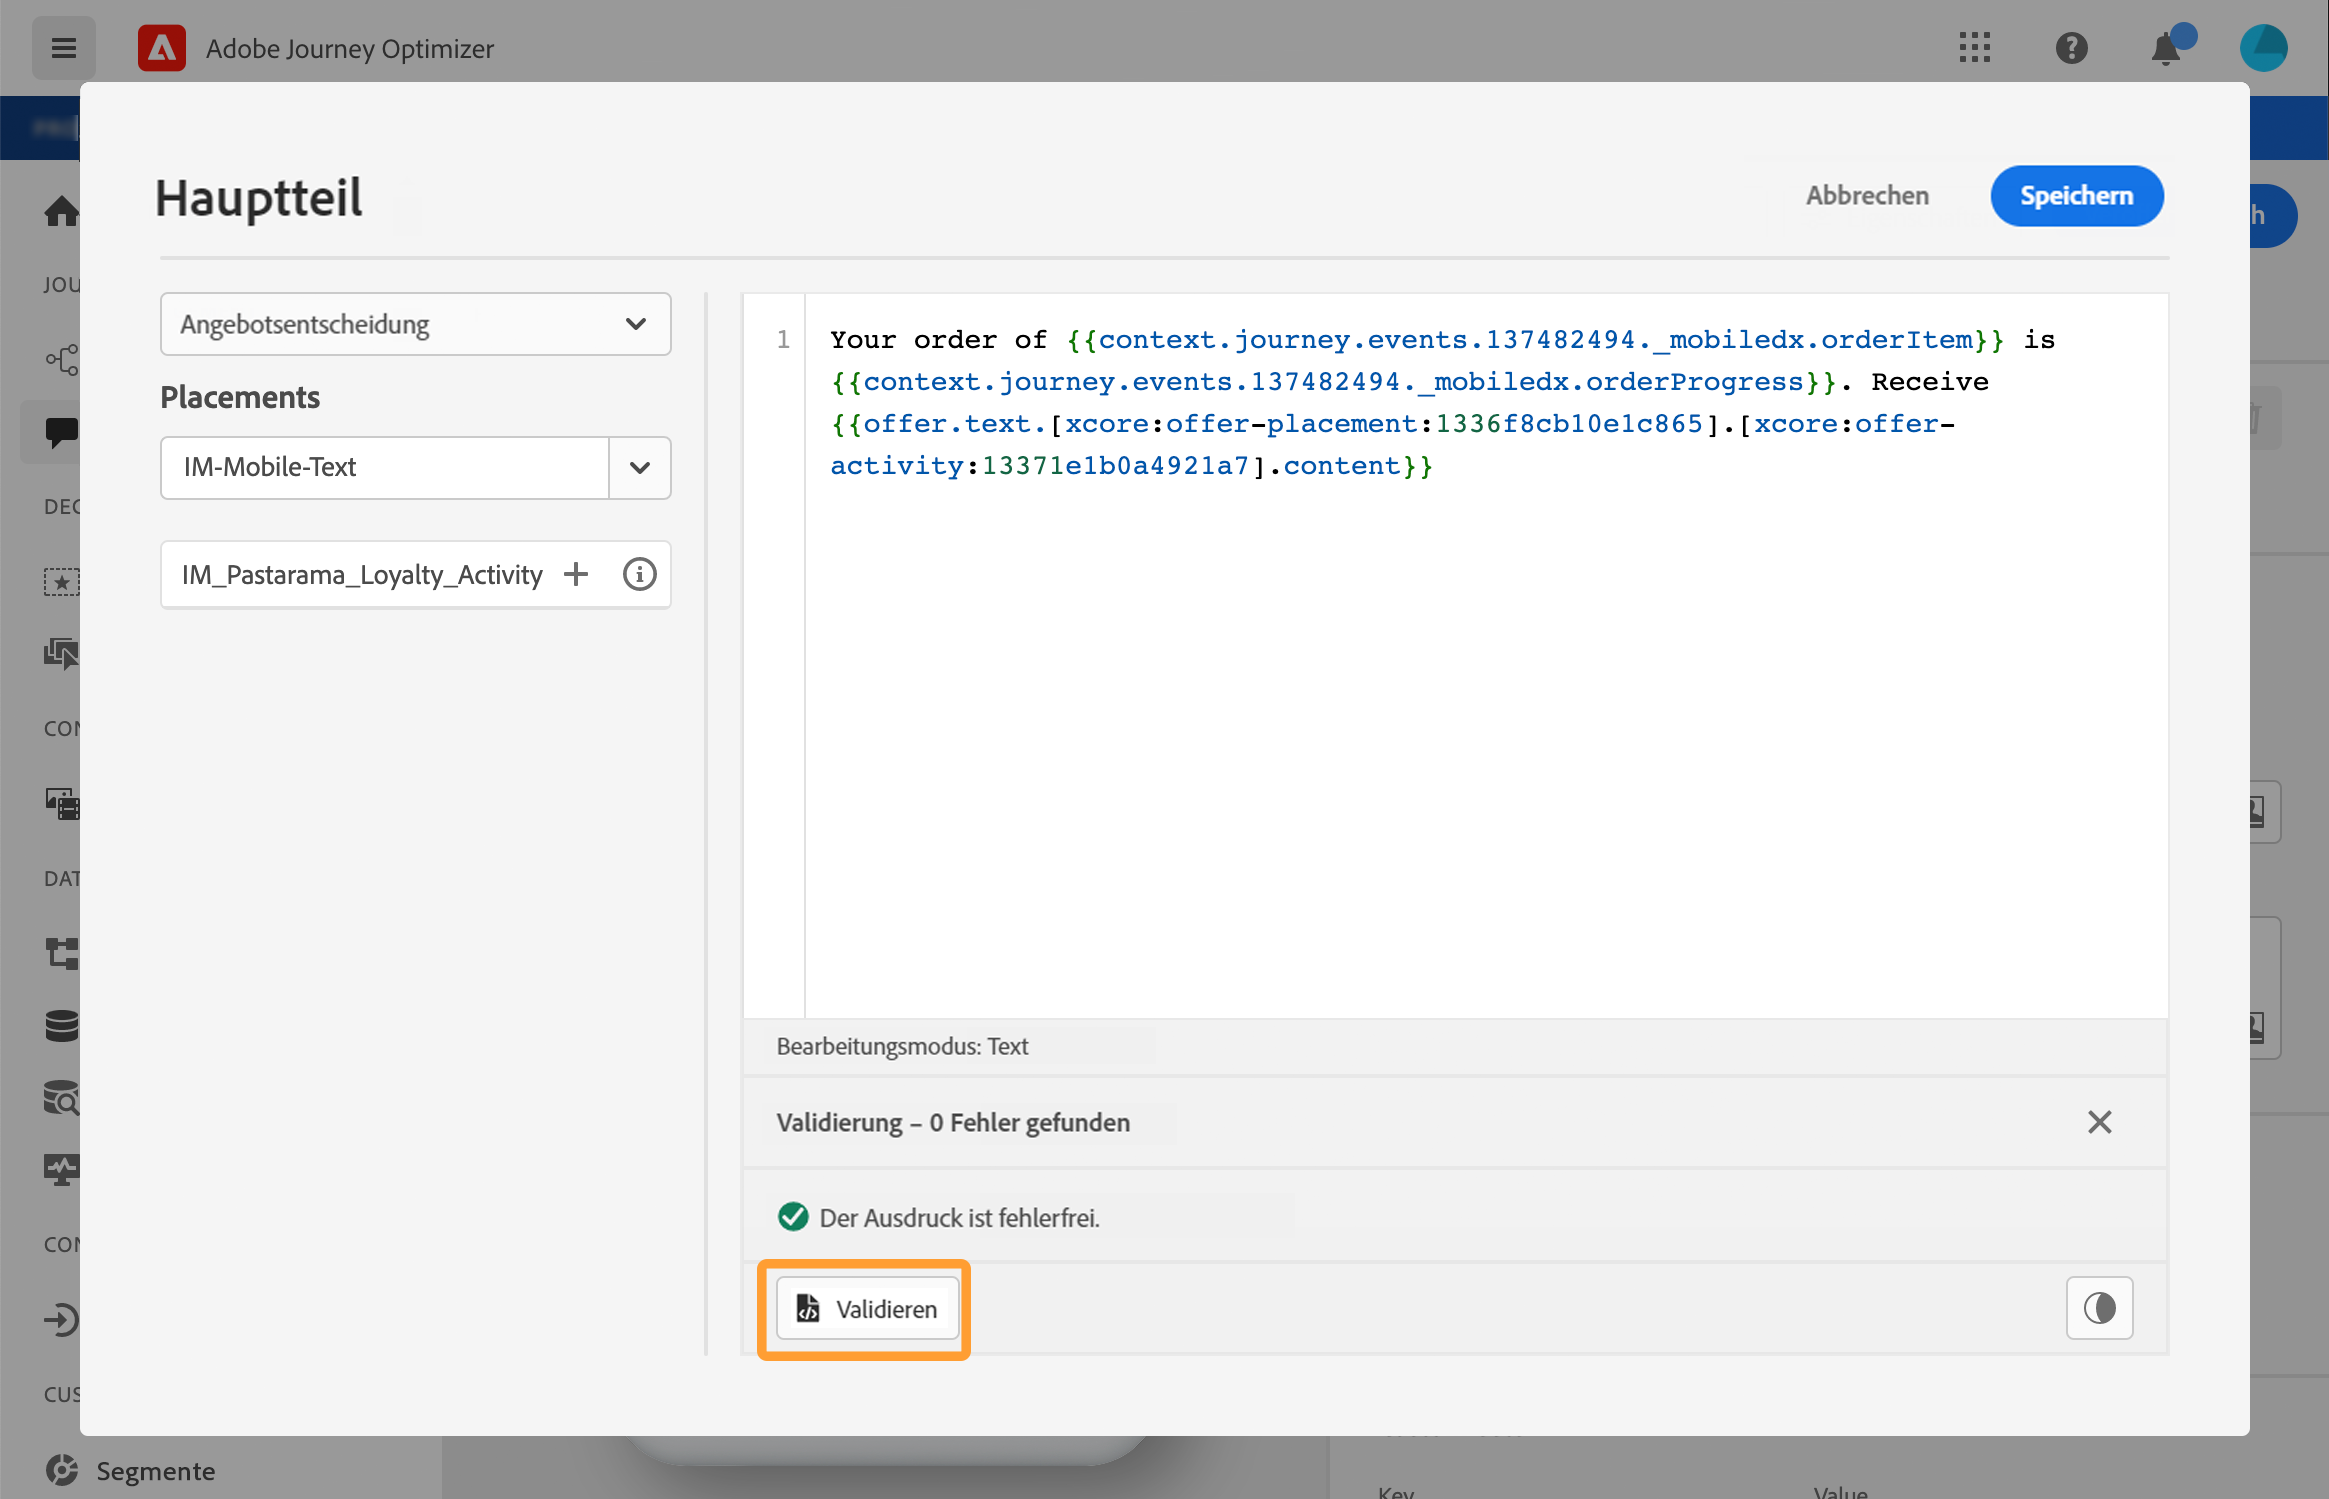 Adobe Journey Optimizer
Hauptteil
Abbrechen
Speichern
h
JOU
Angebotsentscheidung
Placements
IM-Mobile-Text
DEC
IM_Pastarama_Loyalty_Activity
1
Your order of {{context.journey.events.137482494._mobiledx.orderItem}} is
{{context.journey.events.137482494._mobiledx.orderProgress}}. Receive
{{offer.text.[xcore:offer-placement:1336f8cb10e1c865].[xcore:offer-
activity:13371e1b0a4921a7].content}}
CON
DAT
Bearbeitungsmodus: Text
Validierung – 0 Fehler gefunden
Der Ausdruck ist fehlerfrei.
CON
Validieren
CUS
Segmente
Key
Value